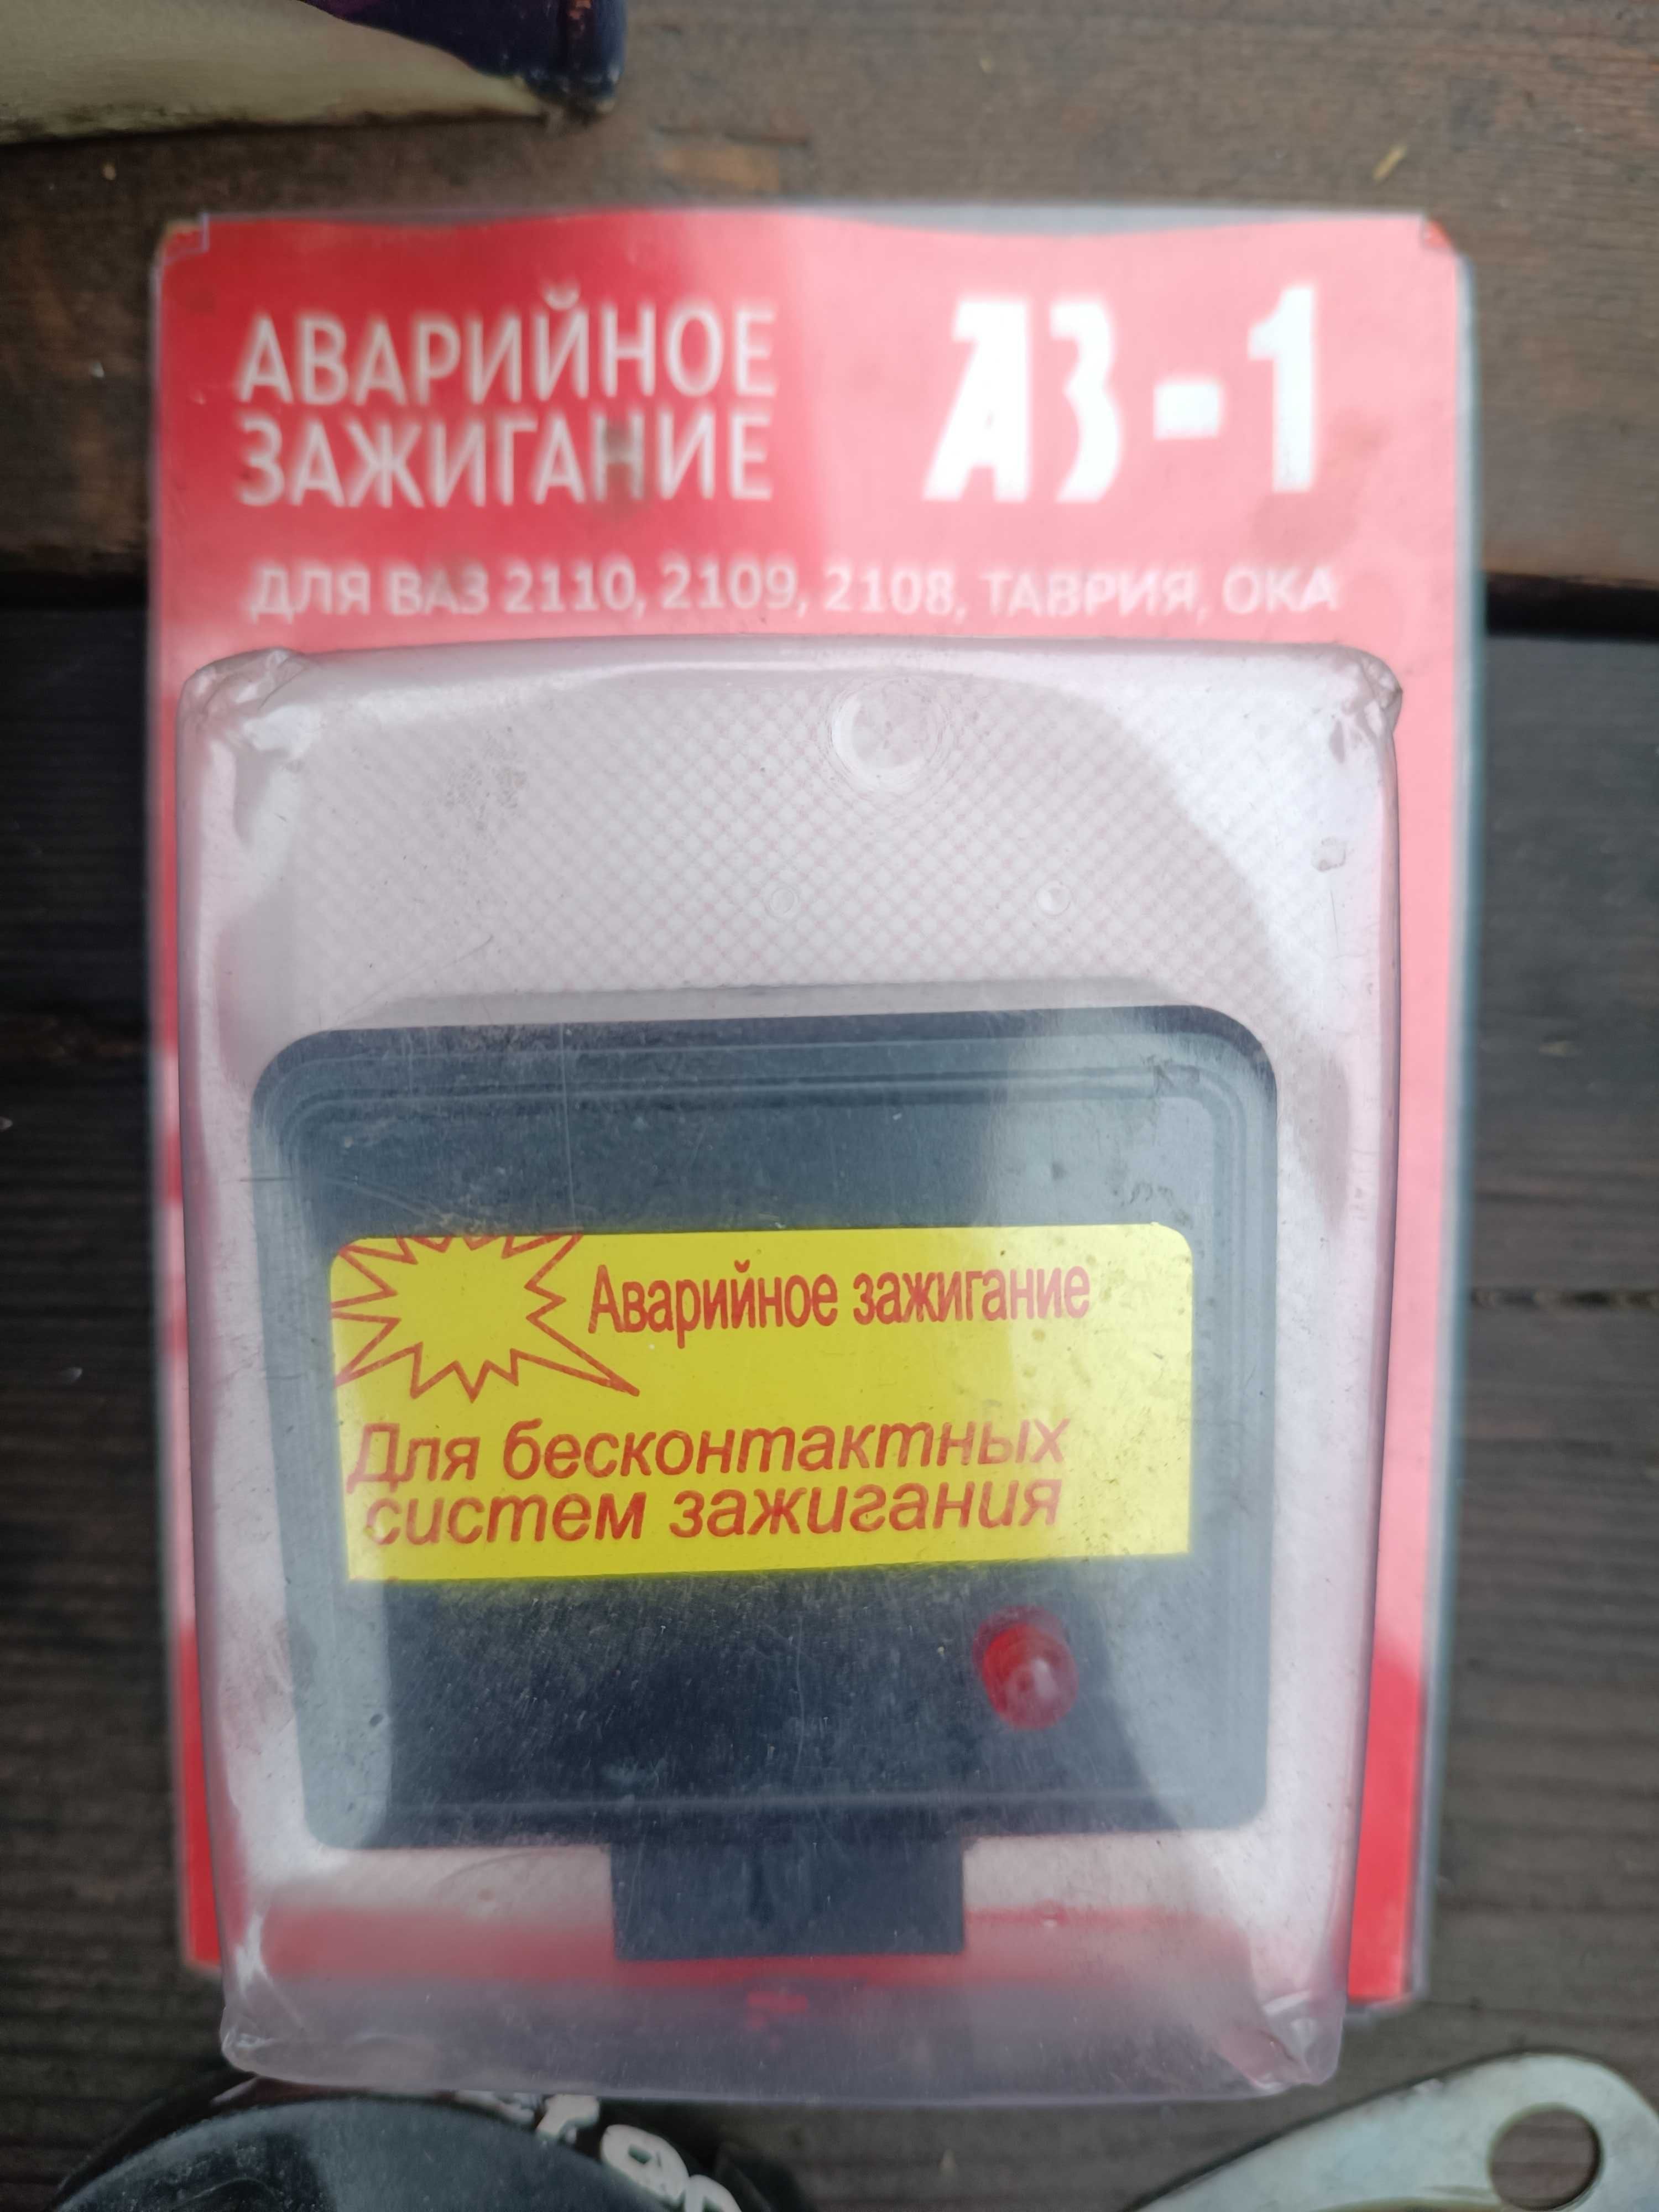 АВАРИЙНОЕ
ЗАЖИГАНИЕ
АЗ-1
ДЛЯ ВАЗ 2110, 2109, 2108, ТАВРИЯ, ОКА
Аварийное зажигание
Для бесконтактных
систем зажигания